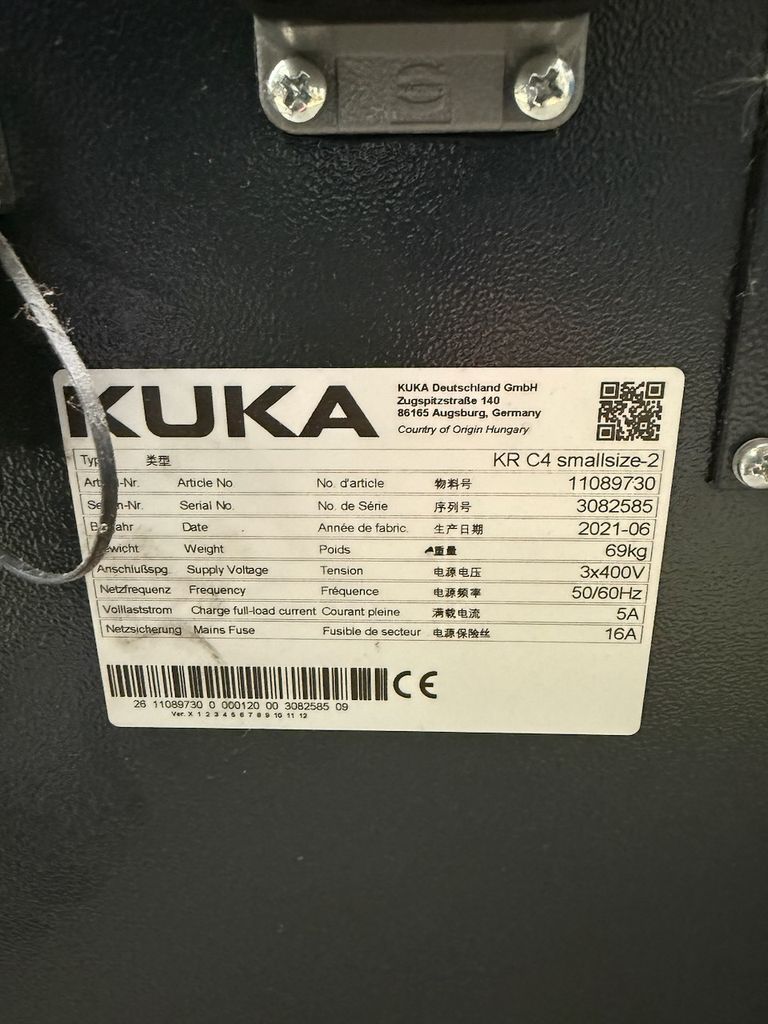 KUKA
KUKA Deutschland GmbH
Zugspitzstraße 140
86165 Augsburg, Germany
Country of Origin Hungary
类型 KR C4 smallsize-2
Article No No. d'article 物料号 11089730
Serial No. No. de Série 序列号 3082585
Date Année de fabric. 生产日期 2021-06
Weight Poids 重量 69kg
Anschlußspg. Supply Voltage Tension 电源电压 3x400V
Netzfrequenz Frequency Fréquence 电源频率 50/60Hz
Volllaststrom Charge full-load current Courant pleine 满载电流 5A
Netzsicherung Mains Fuse Fusible de secteur 电源保险丝 16A
CE
26 11089730 0 000120 00 3082585 09
Ver. X 1 2 3 4 5 6 7 8 9 10 11 12